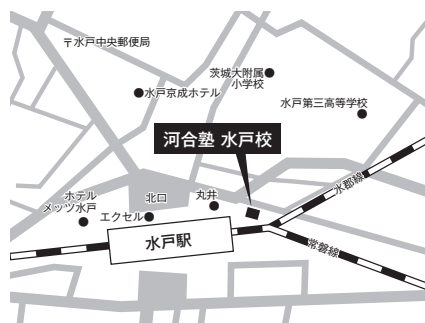 〒水戸中央郵便局
茨城大附属
小学校
水戸京成ホテル
水戸第三高等学校
河合塾 水戸校
水郡線
ホテル
メッツ水戸
北口
丸井
エクセル
水戸駅
常磐線